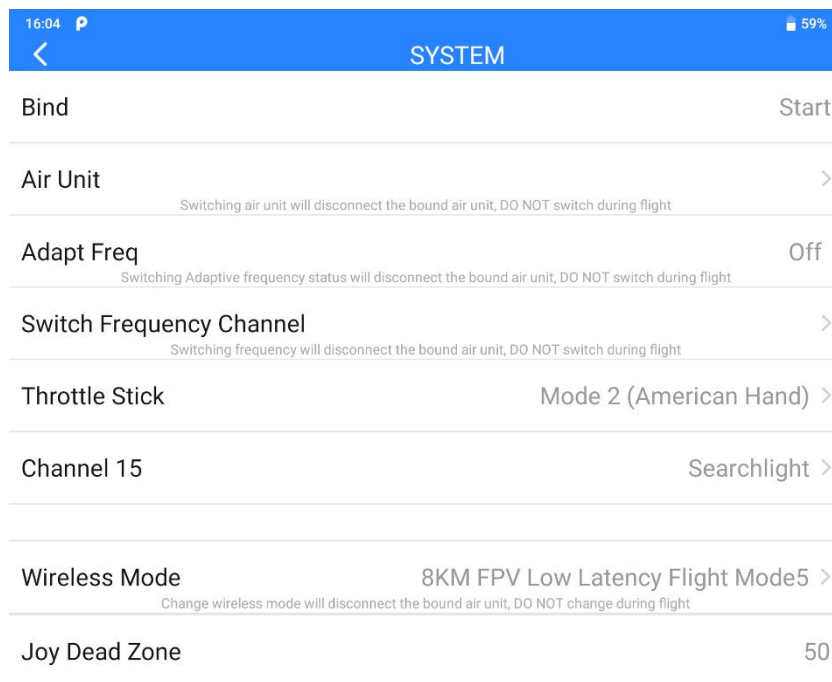 16:04 P 59%
SYSTEM
Bind Start
Air Unit
Switching air unit will disconnect the bound air unit, DO NOT switch during flight
Adapt Freq Off
Switching Adaptive frequency status will disconnect the bound air unit, DO NOT switch during flight
Switch Frequency Channel
Switching frequency will disconnect the bound air unit, DO NOT switch during flight
Throttle Stick Mode 2 (American Hand)
Channel 15 Searchlight
Wireless Mode 8KM FPV Low Latency Flight Mode5
Change wireless mode will disconnect the bound air unit, DO NOT change during flight
Joy Dead Zone 50